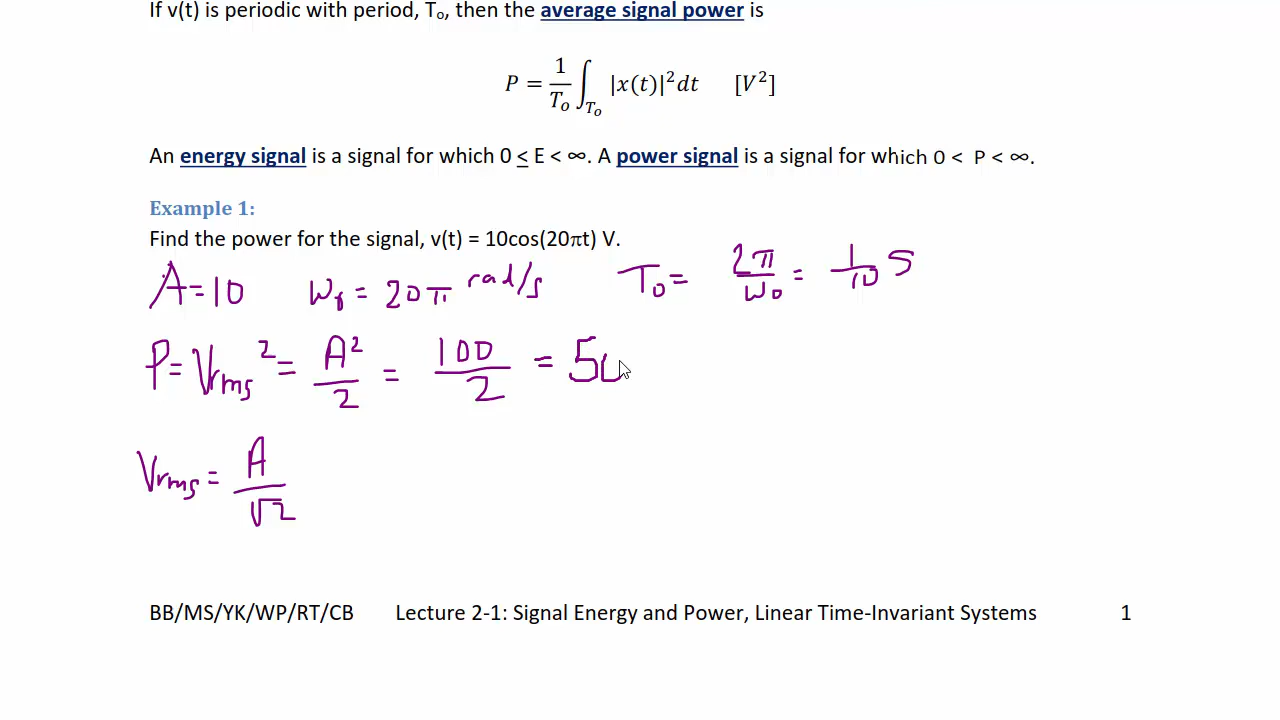 If v(t) is periodic with period, Tₒ, then the average signal power is
P = 1/Tₒ ∫Tₒ |x(t)|² dt [V²]
An energy signal is a signal for which 0 ≤ E < ∞. A power signal is a signal for which 0 < P < ∞.
Example 1:
Find the power for the signal, v(t) = 10cos(20πt) V.
A = 10 W₀ = 20π rad/s T₀ = 2π/W₀ = 1/10 s
P = Vrms² = A²/2 = 100/2 = 50
Vrms = A/√2
BB/MS/YK/WP/RT/CB Lecture 2-1: Signal Energy and Power, Linear Time-Invariant Systems 1